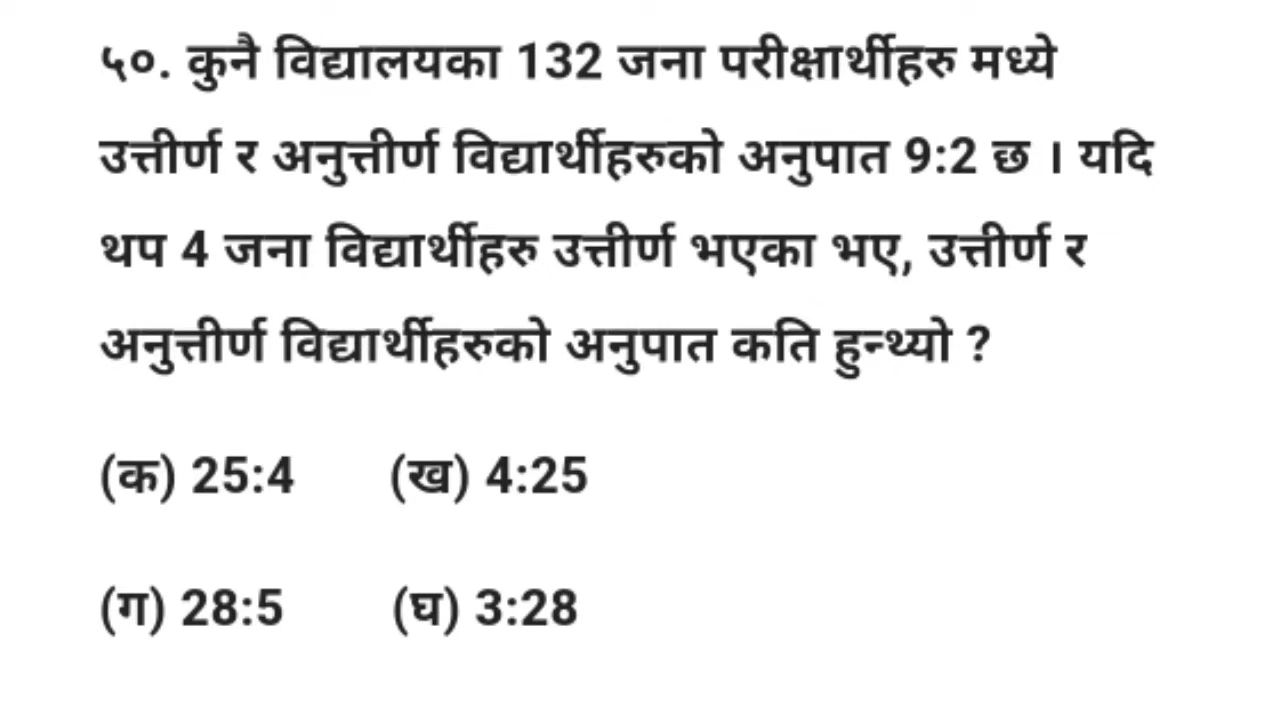 ५०. कुनै विद्यालयका 132 जना परीक्षार्थीहरु मध्ये
उत्तीर्ण र अनुत्तीर्ण विद्यार्थीहरुको अनुपात 9:2 छ । यदि
थप 4 जना विद्यार्थीहरु उत्तीर्ण भएका भए, उत्तीर्ण र
अनुत्तीर्ण विद्यार्थीहरुको अनुपात कति हुन्थ्यो ?
(क) 25:4 (ख) 4:25
(ग) 28:5 (घ) 3:28